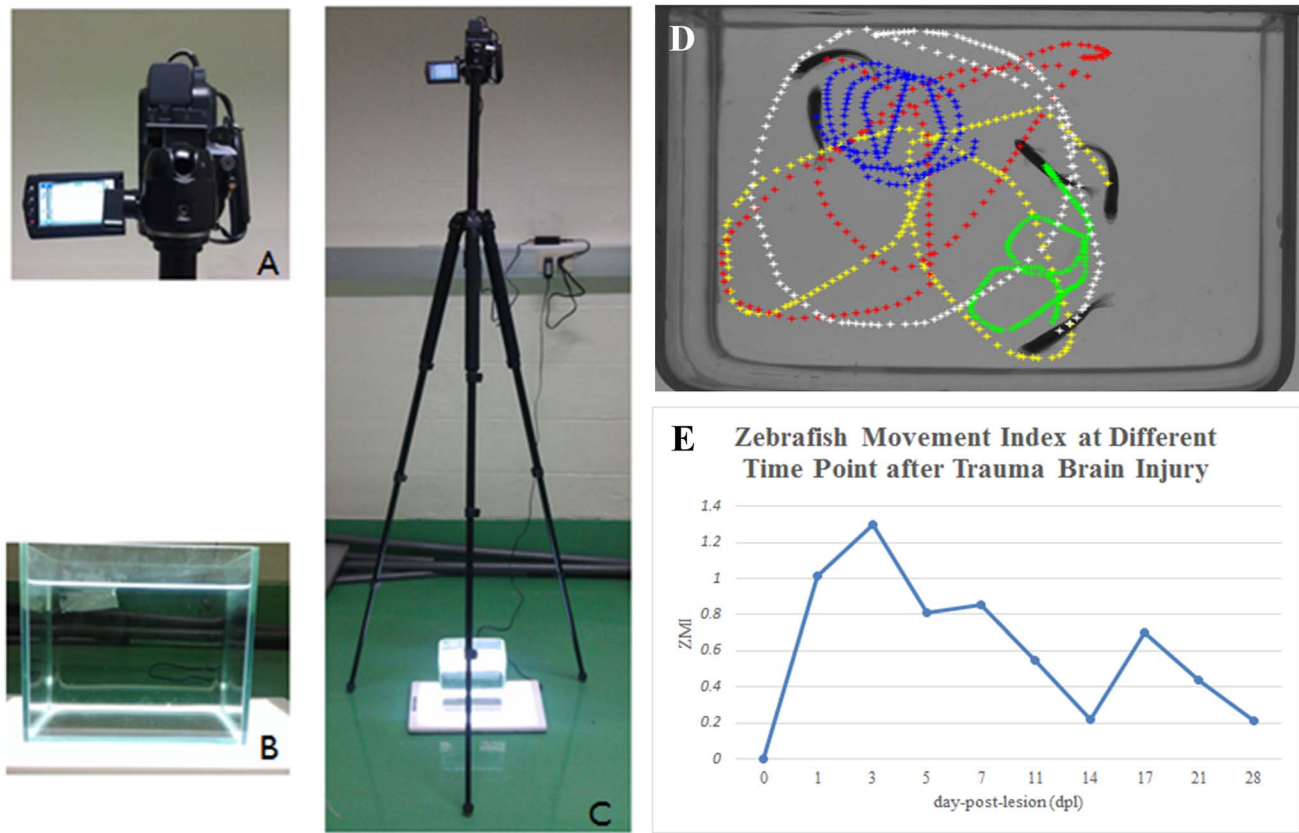 A
B
C
D
E
Zebrafish Movement Index at Different
Time Point after Trauma Brain Injury
ZMI
1.4
1.2
1
0.8
0.6
0.4
0.2
0
0 1 3 5 7 11 14 17 21 28
day-post-lesion (dpl)